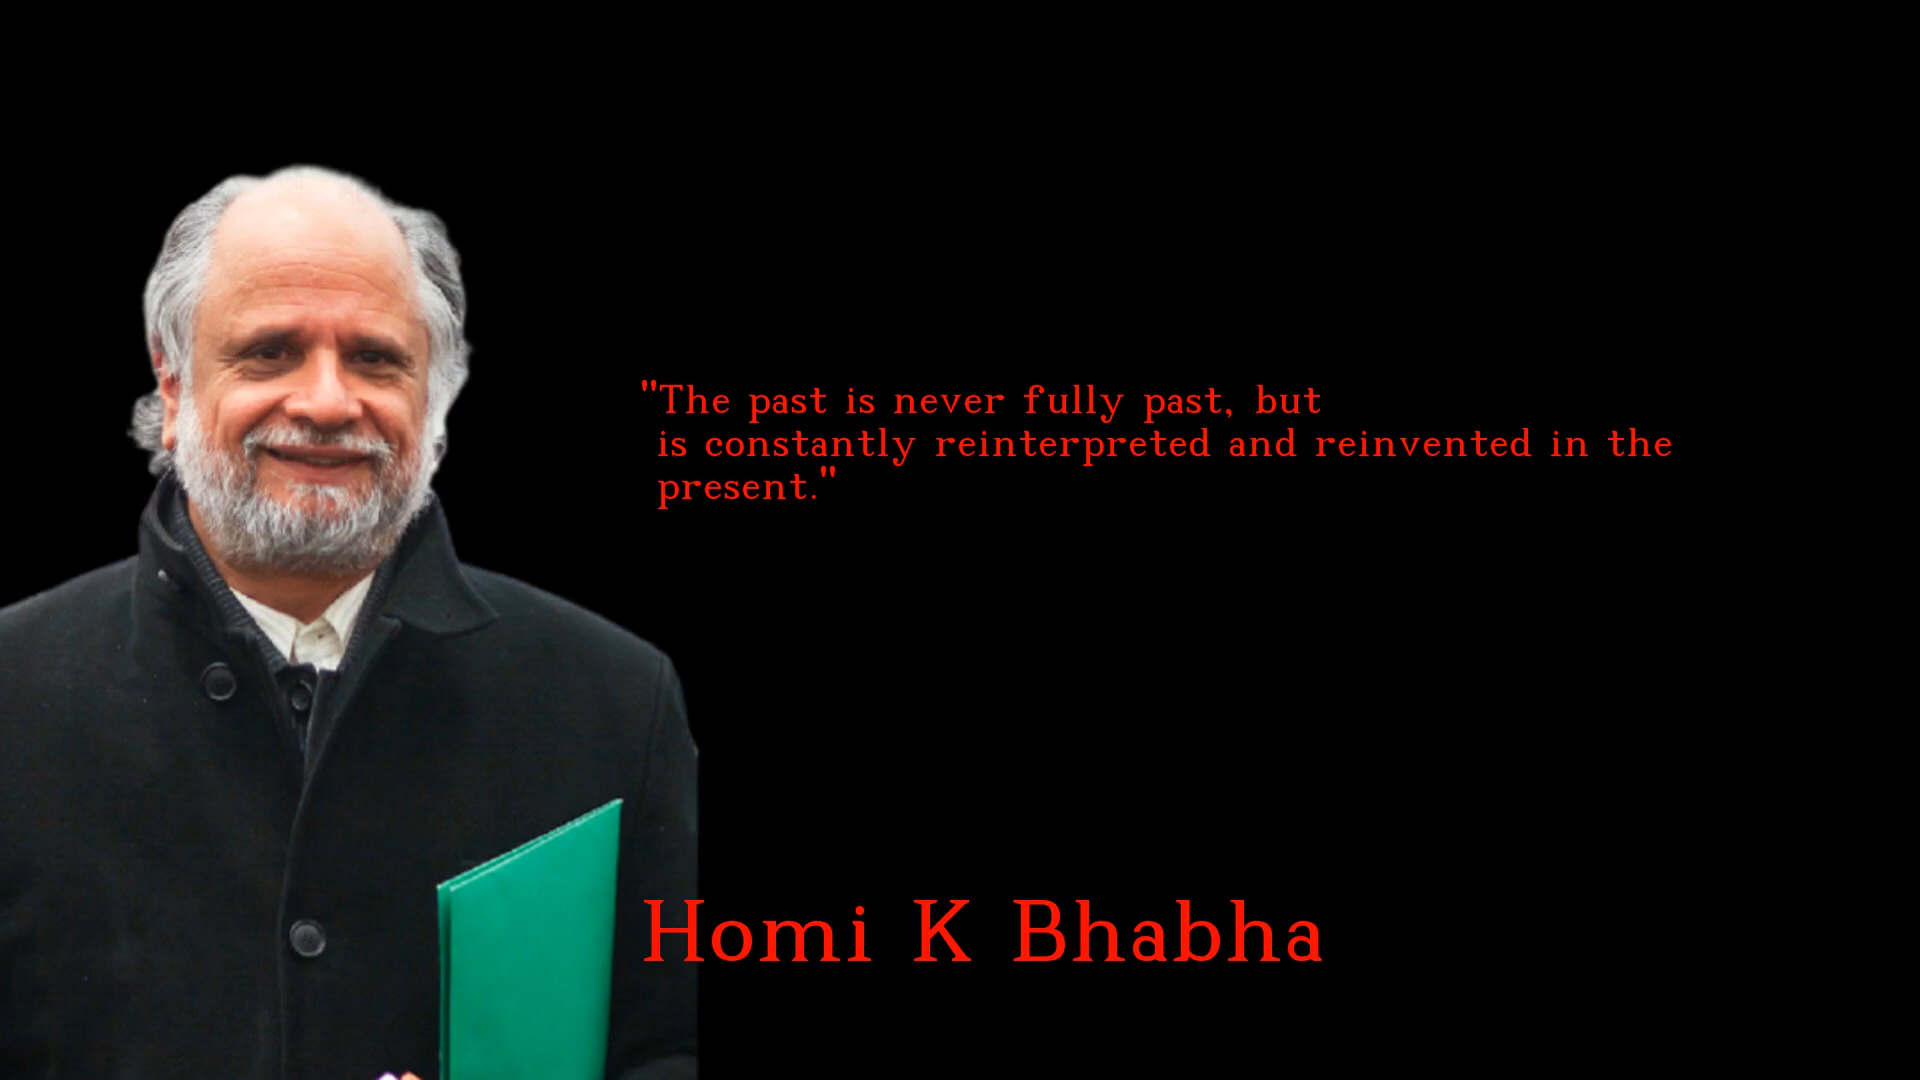 "The past is never fully past, but
is constantly reinterpreted and reinvented in the
present."
Homi K Bhabha